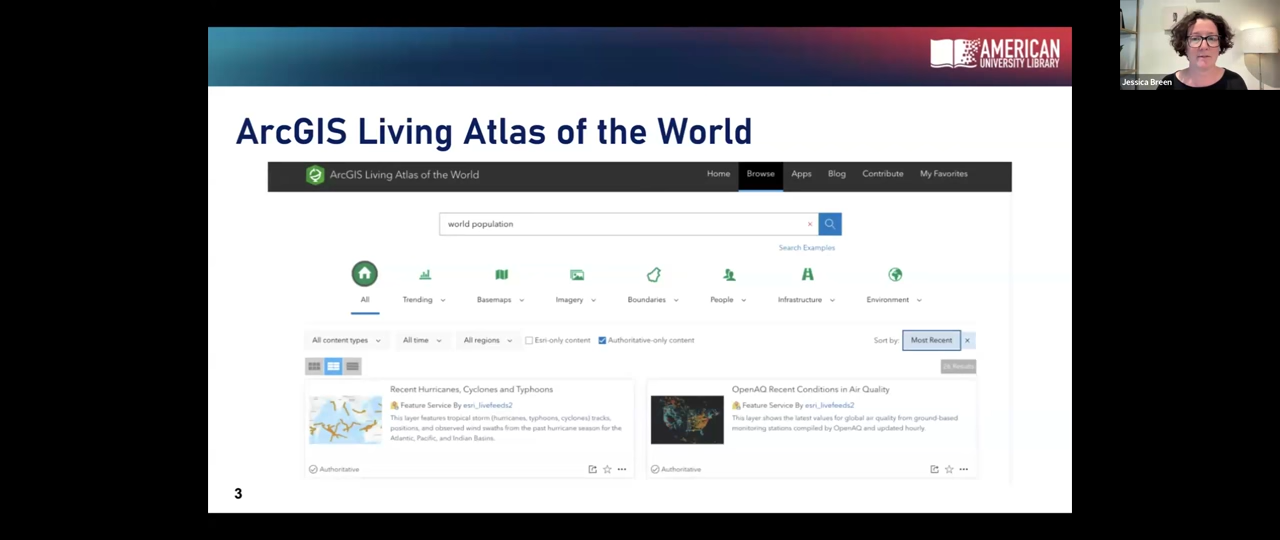 AMERICAN
UNIVERSITY LIBRARY
Jessica Breen
ArcGIS Living Atlas of the World
ArcGIS Living Atlas of the World
Home
Browse
Apps
Blog
Contribute
My Favorites
world population
×
Search Examples
All
Trending
Basemaps
Imagery
Boundaries
People
Infrastructure
Environment
All content types
All time
All regions
Esri-only content
Authoritative-only content
Sort by:
Most Recent
×
Results
Recent Hurricanes, Cyclones and Typhoons
Feature Service By esri_livefeeds2
This layer features tropical storm (hurricanes, typhoons, cyclones) tracks,
positions, and observed wind swaths from the past hurricane season for the
Atlantic, Pacific, and Indian Basins.
Authoritative
OpenAQ Recent Conditions in Air Quality
Feature Service By esri_livefeeds2
This layer shows the latest values for global air quality from ground-based
monitoring stations compiled by OpenAQ and updated hourly.
Authoritative
3